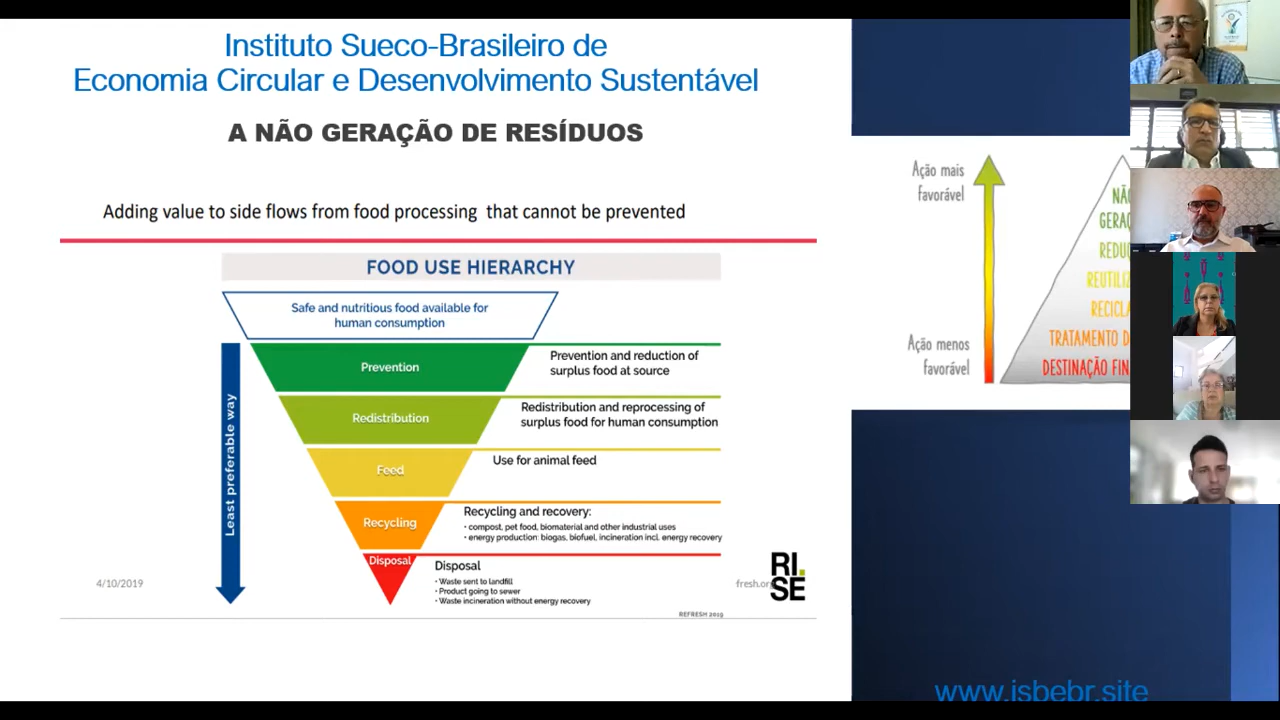 Instituto Sueco-Brasileiro de
Economia Circular e Desenvolvimento Sustentável
A NÃO GERAÇÃO DE RESÍDUOS
Adding value to side flows from food processing that cannot be prevented
FOOD USE HIERARCHY
Safe and nutritious food available for
human consumption
Least preferable way
Prevention
Prevention and reduction of
surplus food at source
Redistribution
Redistribution and reprocessing of
surplus food for human consumption
Feed
Use for animal feed
Recycling
Recycling and recovery:
• compost, pet food, biomaterial and other industrial uses
• energy production: biogas, biofuel, incineration incl. energy recovery
Disposal
Disposal
• Waste sent to landfill
• Product going to sewer
• Waste incineration without energy recovery
4/10/2019
fresh.or
RI.
SE
REFRESH 2019
Ação mais
favorável
Ação menos
favorável
NÃ
GERAÇ
REDU
REUTILIZ
RECICLA
TRATAMENTO D
DESTINAÇÃO FIN
www.isbebr.site